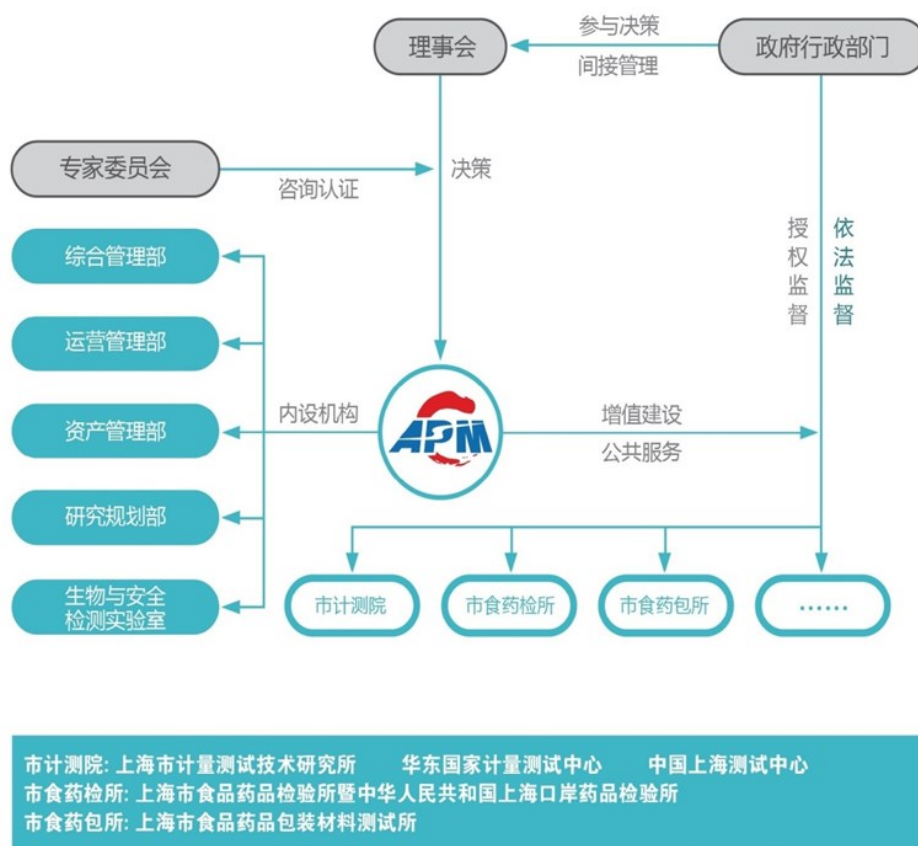 理事会
参与决策
间接管理
政府行政部门
专家委员会
咨询认证
决策
授权监督
依法监督
综合管理部
运营管理部
资产管理部
研究规划部
生物与安全
检测实验室
内设机构
APM
增值建设
公共服务
市计测院
市食药检所
市食药包所
......
市计测院: 上海市计量测试技术研究所 华东国家计量测试中心 中国上海测试中心
市食药检所: 上海市食品药品检验所暨中华人民共和国上海口岸药品检验所
市食药包所: 上海市食品药品包装材料测试所